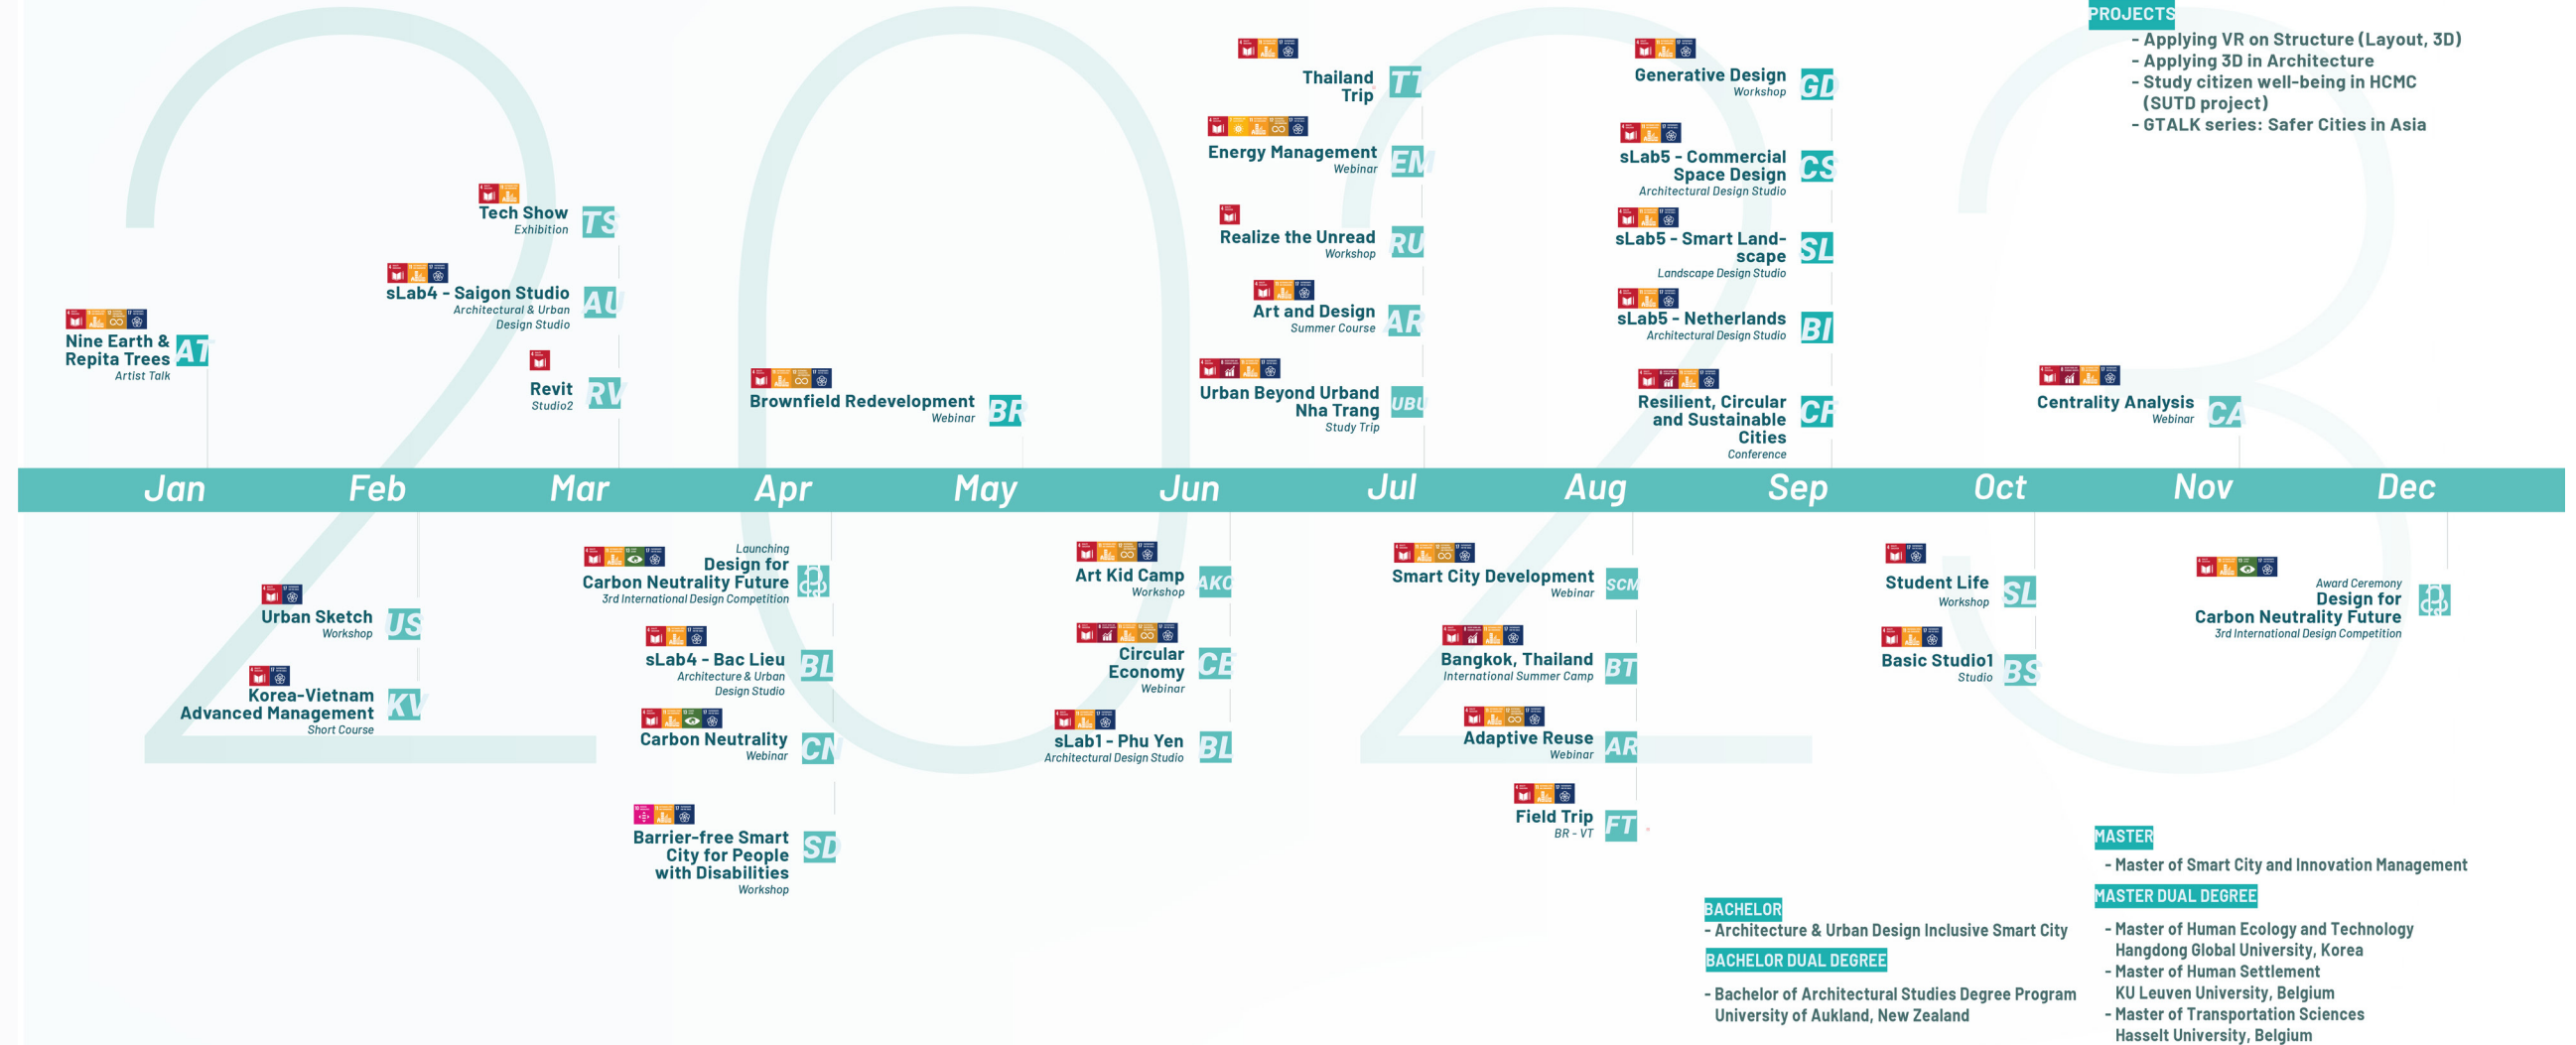 PROJECTS
- Applying VR on Structure (Layout, 3D)
- Applying 3D in Architecture
- Study citizen well-being in HCMC
(SUTD project)
- GTALK series: Safer Cities in Asia
Nine Earth &
Repita Trees
Artist Talk
AT
Tech Show
Exhibition
TS
sLab4 - Saigon Studio
Architectural & Urban
Design Studio
AU
Revit
Studio2
RV
Brownfield Redevelopment
Webinar
BR
Thailand
Trip
TT
Energy Management
Webinar
EM
Realize the Unread
Workshop
RU
Art and Design
Summer Course
AR
Urban Beyond Urband
Nha Trang
Study Trip
UBU
Generative Design
Workshop
GD
sLab5 - Commercial
Space Design
Architectural Design Studio
CS
sLab5 - Smart Land-
scape
Landscape Design Studio
SL
sLab5 - Netherlands
Architectural Design Studio
BI
Resilient, Circular
and Sustainable
Cities
Conference
CF
Centrality Analysis
Webinar
CA
Jan Feb Mar Apr May Jun Jul Aug Sep Oct Nov Dec
Urban Sketch
Workshop
US
Korea-Vietnam
Advanced Management
Short Course
KV
Launching
Design for
Carbon Neutrality Future
3rd International Design Competition
sLab4 - Bac Lieu
Architecture & Urban
Design Studio
BL
Carbon Neutrality
Webinar
CN
Barrier-free Smart
City for People
with Disabilities
Workshop
SD
Art Kid Camp
Workshop
AKC
Circular
Economy
Webinar
CE
sLab1 - Phu Yen
Architectural Design Studio
BL
Smart City Development
Webinar
SCM
Bangkok, Thailand
International Summer Camp
BT
Adaptive Reuse
Webinar
AR
Field Trip
BR - VT
FT
Student Life
Workshop
SL
Basic Studio1
Studio
BS
Award Ceremony
Design for
Carbon Neutrality Future
3rd International Design Competition
BACHELOR
- Architecture & Urban Design Inclusive Smart City
BACHELOR DUAL DEGREE
- Bachelor of Architectural Studies Degree Program
University of Aukland, New Zealand
MASTER
- Master of Smart City and Innovation Management
MASTER DUAL DEGREE
- Master of Human Ecology and Technology
Hangdong Global University, Korea
- Master of Human Settlement
KU Leuven University, Belgium
- Master of Transportation Sciences
Hasselt University, Belgium
2023